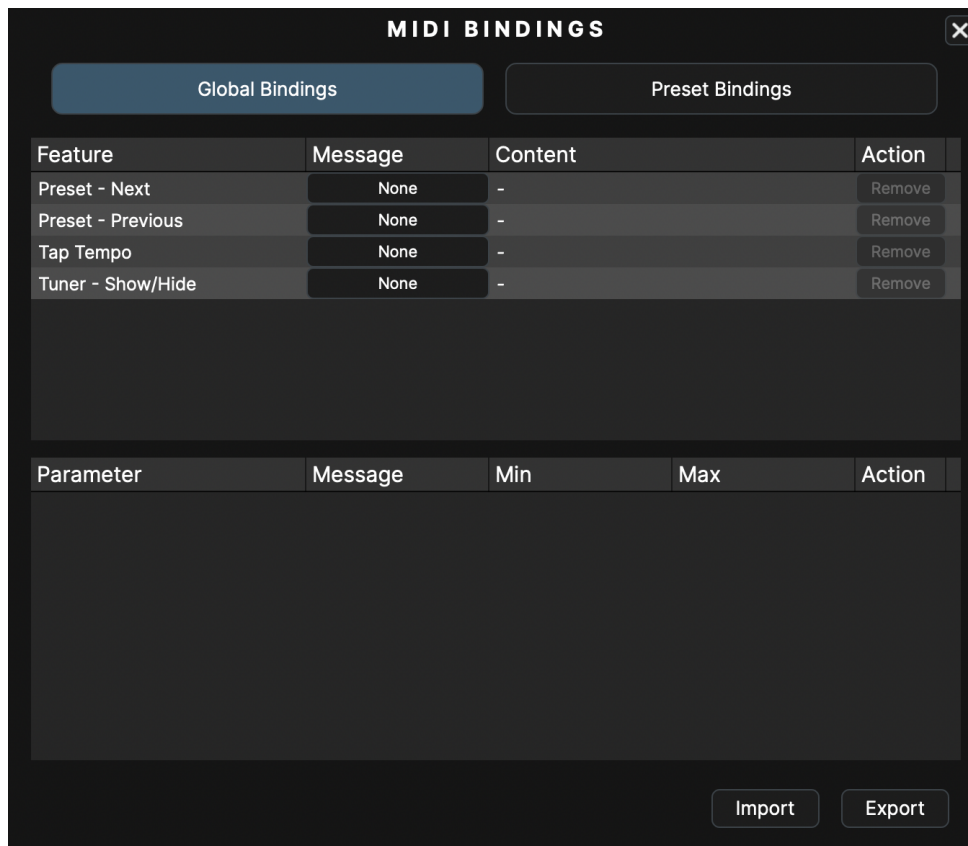 MIDI BINDINGS
Global Bindings Preset Bindings
Feature Message Content Action
Preset - Next None - Remove
Preset - Previous None - Remove
Tap Tempo None - Remove
Tuner - Show/Hide None - Remove
Parameter Message Min Max Action
Import Export